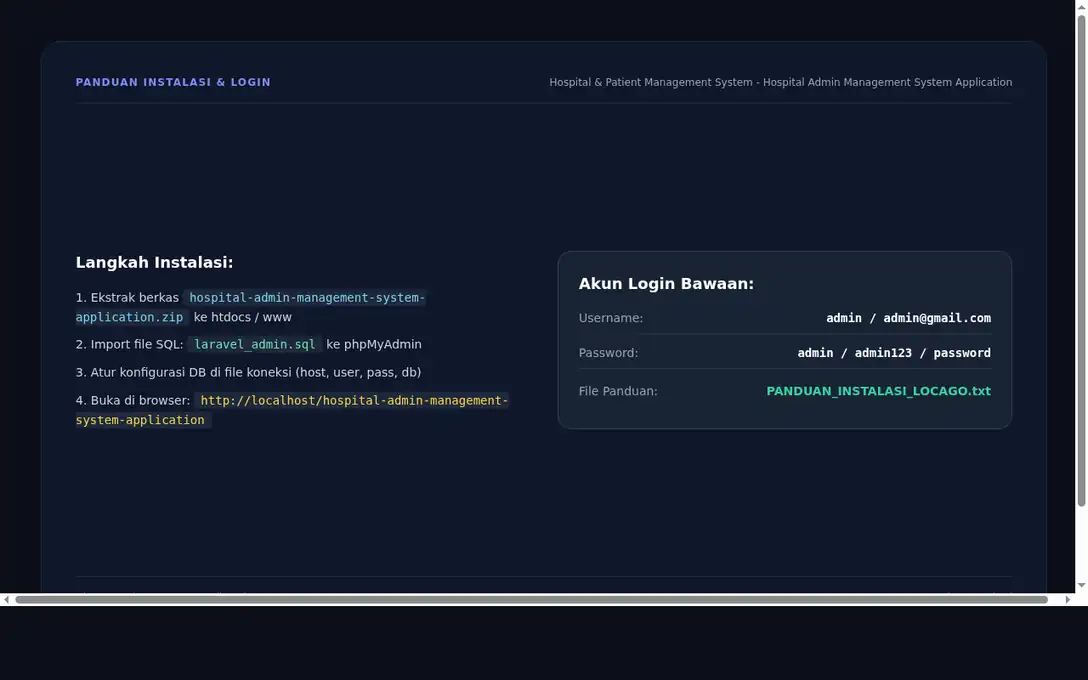 PANDUAN INSTALASI & LOGIN
Hospital & Patient Management System - Hospital Admin Management System Application
Langkah Instalasi:
1. Ekstrak berkas hospital-admin-management-system-
application.zip ke htdocs / www
2. Import file SQL: laravel_admin.sql ke phpMyAdmin
3. Atur konfigurasi DB di file koneksi (host, user, pass, db)
4. Buka di browser: http://localhost/hospital-admin-management-
system-application
Akun Login Bawaan:
Username: admin / admin@gmail.com
Password: admin / admin123 / password
File Panduan: PANDUAN_INSTALASI_LOCAGO.txt